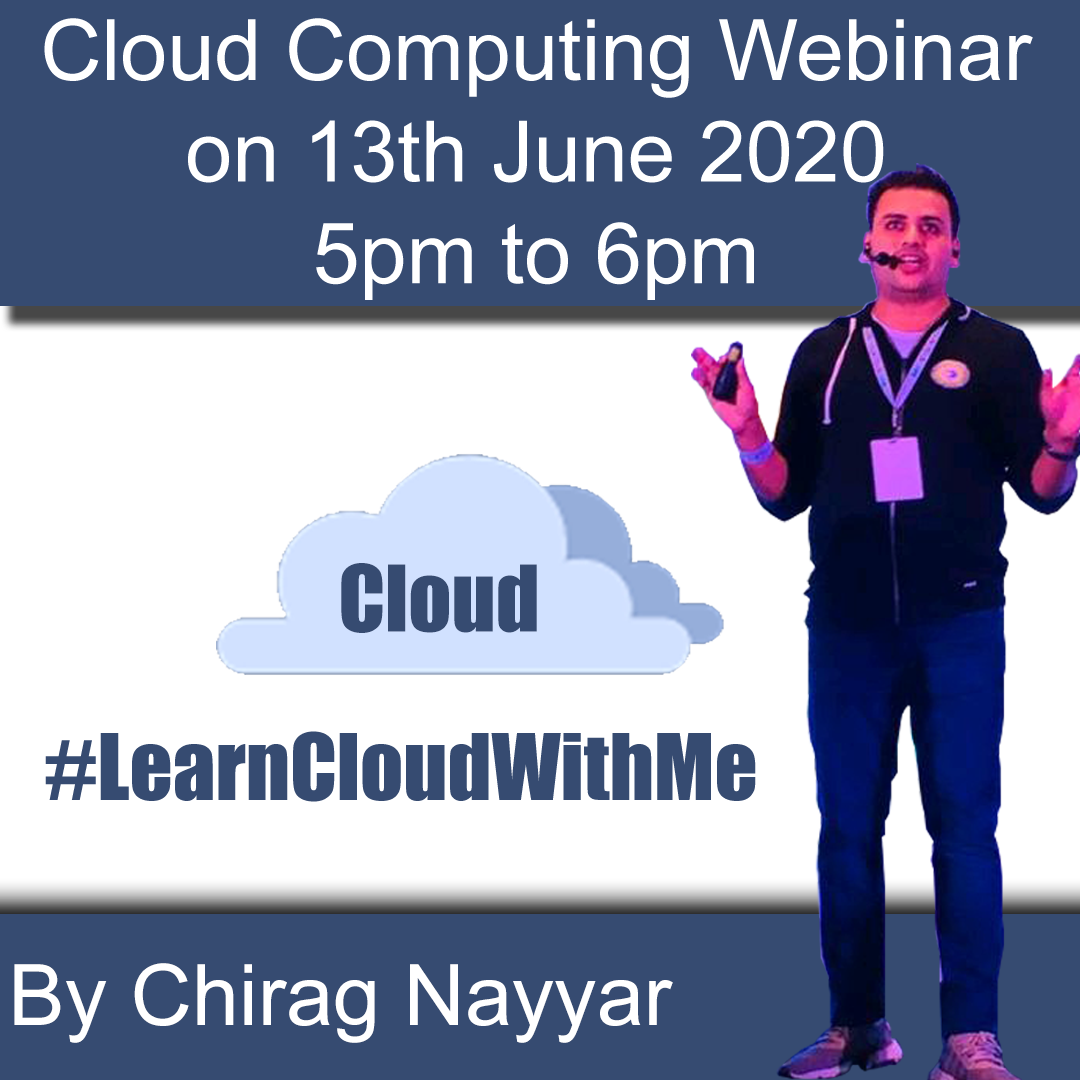 Cloud Computing Webinar
on 13th June 2020
5pm to 6pm
Cloud
#LearnCloudWithMe
By Chirag Nayyar